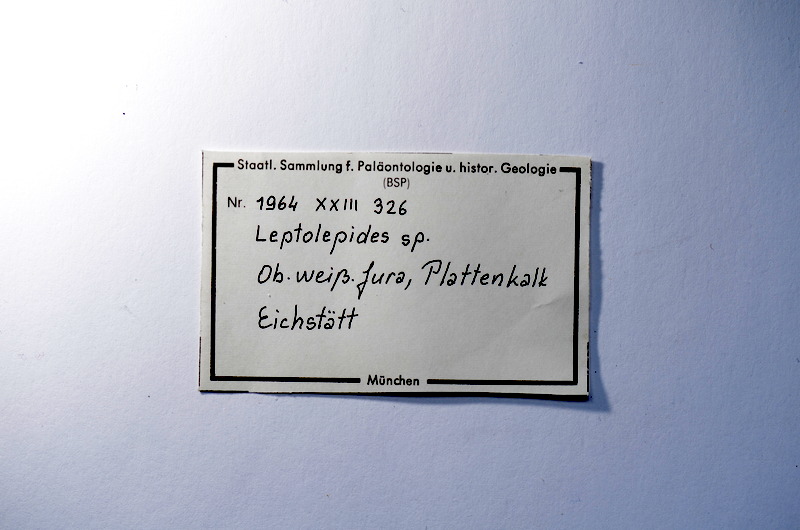 Staatl. Sammlung f. Paläontologie u. histor. Geologie
(BSP)
Nr. 1964 XXIII 326
Leptolepides sp.
Ob. weiß. Jura, Plattenkalk
Eichstätt
München